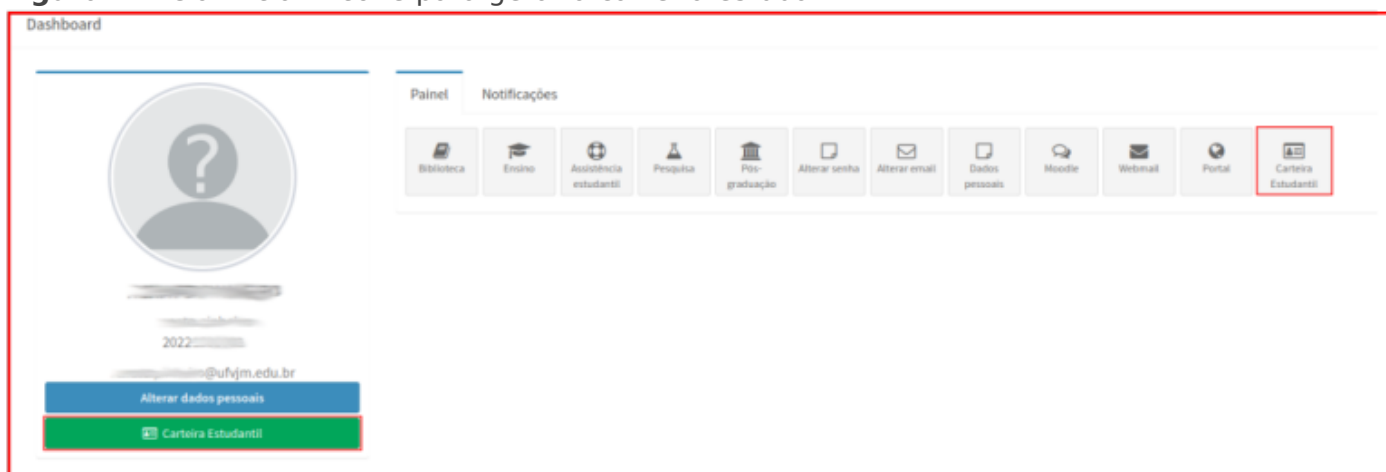 Dashboard
Painel Notificações
Biblioteca
Ensino
Assistência
estudantil
Pesquisa
Pós-
graduação
Alterar senha
Alterar email
Dados
pessoais
Moodle
Webmail
Portal
Carteira
Estudantil
2022
@ufvjm.edu.br
Alterar dados pessoais
Carteira Estudantil